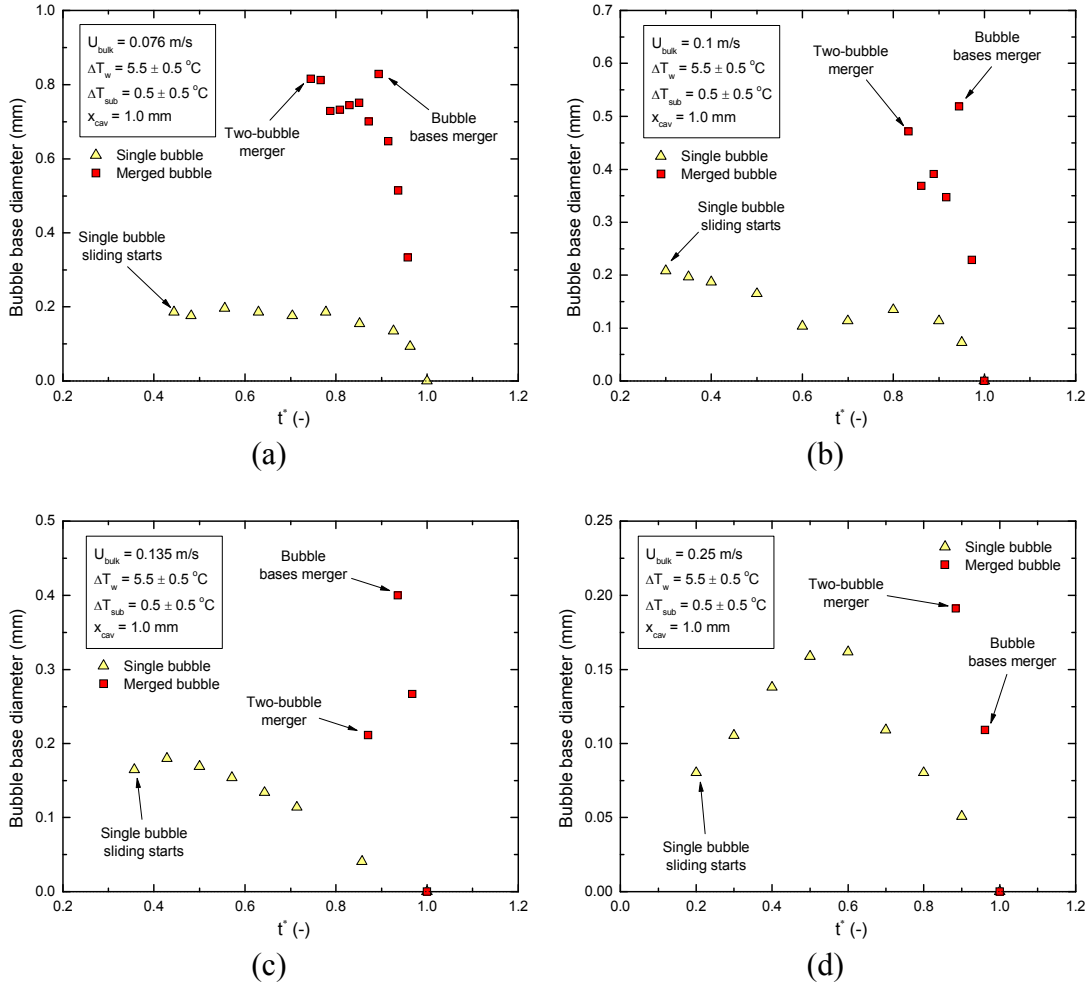 U_bulk = 0.076 m/s
ΔT_w = 5.5 ± 0.5 °C
ΔT_sub = 0.5 ± 0.5 °C
x_cav = 1.0 mm
Single bubble
Merged bubble
Two-bubble
merger
Bubble
bases merger
Single bubble
sliding starts
Bubble base diameter (mm)
1.0
0.8
0.6
0.4
0.2
0.0
0.2 0.4 0.6 0.8 1.0 1.2
t* (-)
(a)
U_bulk = 0.1 m/s
ΔT_w = 5.5 ± 0.5 °C
ΔT_sub = 0.5 ± 0.5 °C
x_cav = 1.0 mm
Single bubble
Merged bubble
Two-bubble
merger
Bubble
bases merger
Single bubble
sliding starts
Bubble base diameter (mm)
0.7
0.6
0.5
0.4
0.3
0.2
0.1
0.0
0.2 0.4 0.6 0.8 1.0 1.2
t* (-)
(b)
U_bulk = 0.135 m/s
ΔT_w = 5.5 ± 0.5 °C
ΔT_sub = 0.5 ± 0.5 °C
x_cav = 1.0 mm
Single bubble
Merged bubble
Bubble
bases merger
Two-bubble
merger
Single bubble
sliding starts
Bubble base diameter (mm)
0.5
0.4
0.3
0.2
0.1
0.0
0.2 0.4 0.6 0.8 1.0 1.2
t* (-)
(c)
U_bulk = 0.25 m/s
ΔT_w = 5.5 ± 0.5 °C
ΔT_sub = 0.5 ± 0.5 °C
x_cav = 1.0 mm
Single bubble
Merged bubble
Two-bubble
merger
Bubble
bases merger
Single bubble
sliding starts
Bubble base diameter (mm)
0.25
0.20
0.15
0.10
0.05
0.00
0.0 0.2 0.4 0.6 0.8 1.0 1.2
t* (-)
(d)